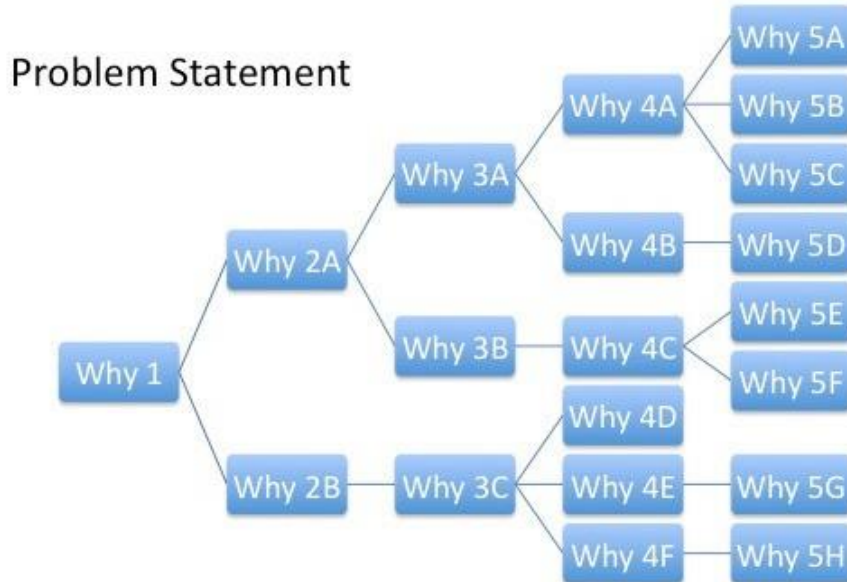 Problem Statement
Why 1
Why 2A
Why 2B
Why 3A
Why 3B
Why 3C
Why 4A
Why 4B
Why 4C
Why 4D
Why 4E
Why 4F
Why 5A
Why 5B
Why 5C
Why 5D
Why 5E
Why 5F
Why 5G
Why 5H